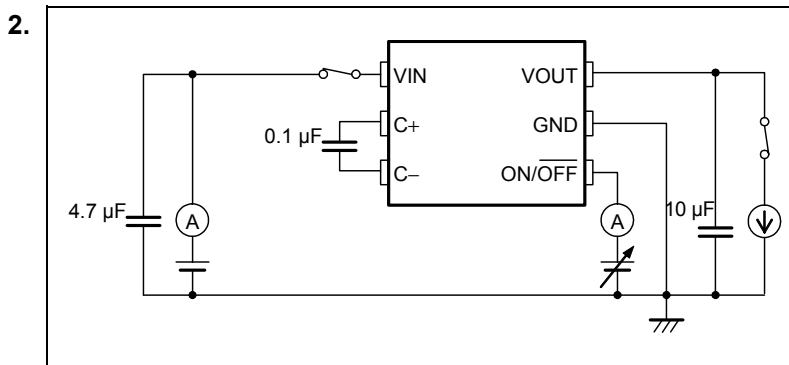 2.
VIN
VOUT
C+
GND
0.1 µF
C−
ON/OFF
4.7 µF
A
A
10 µF